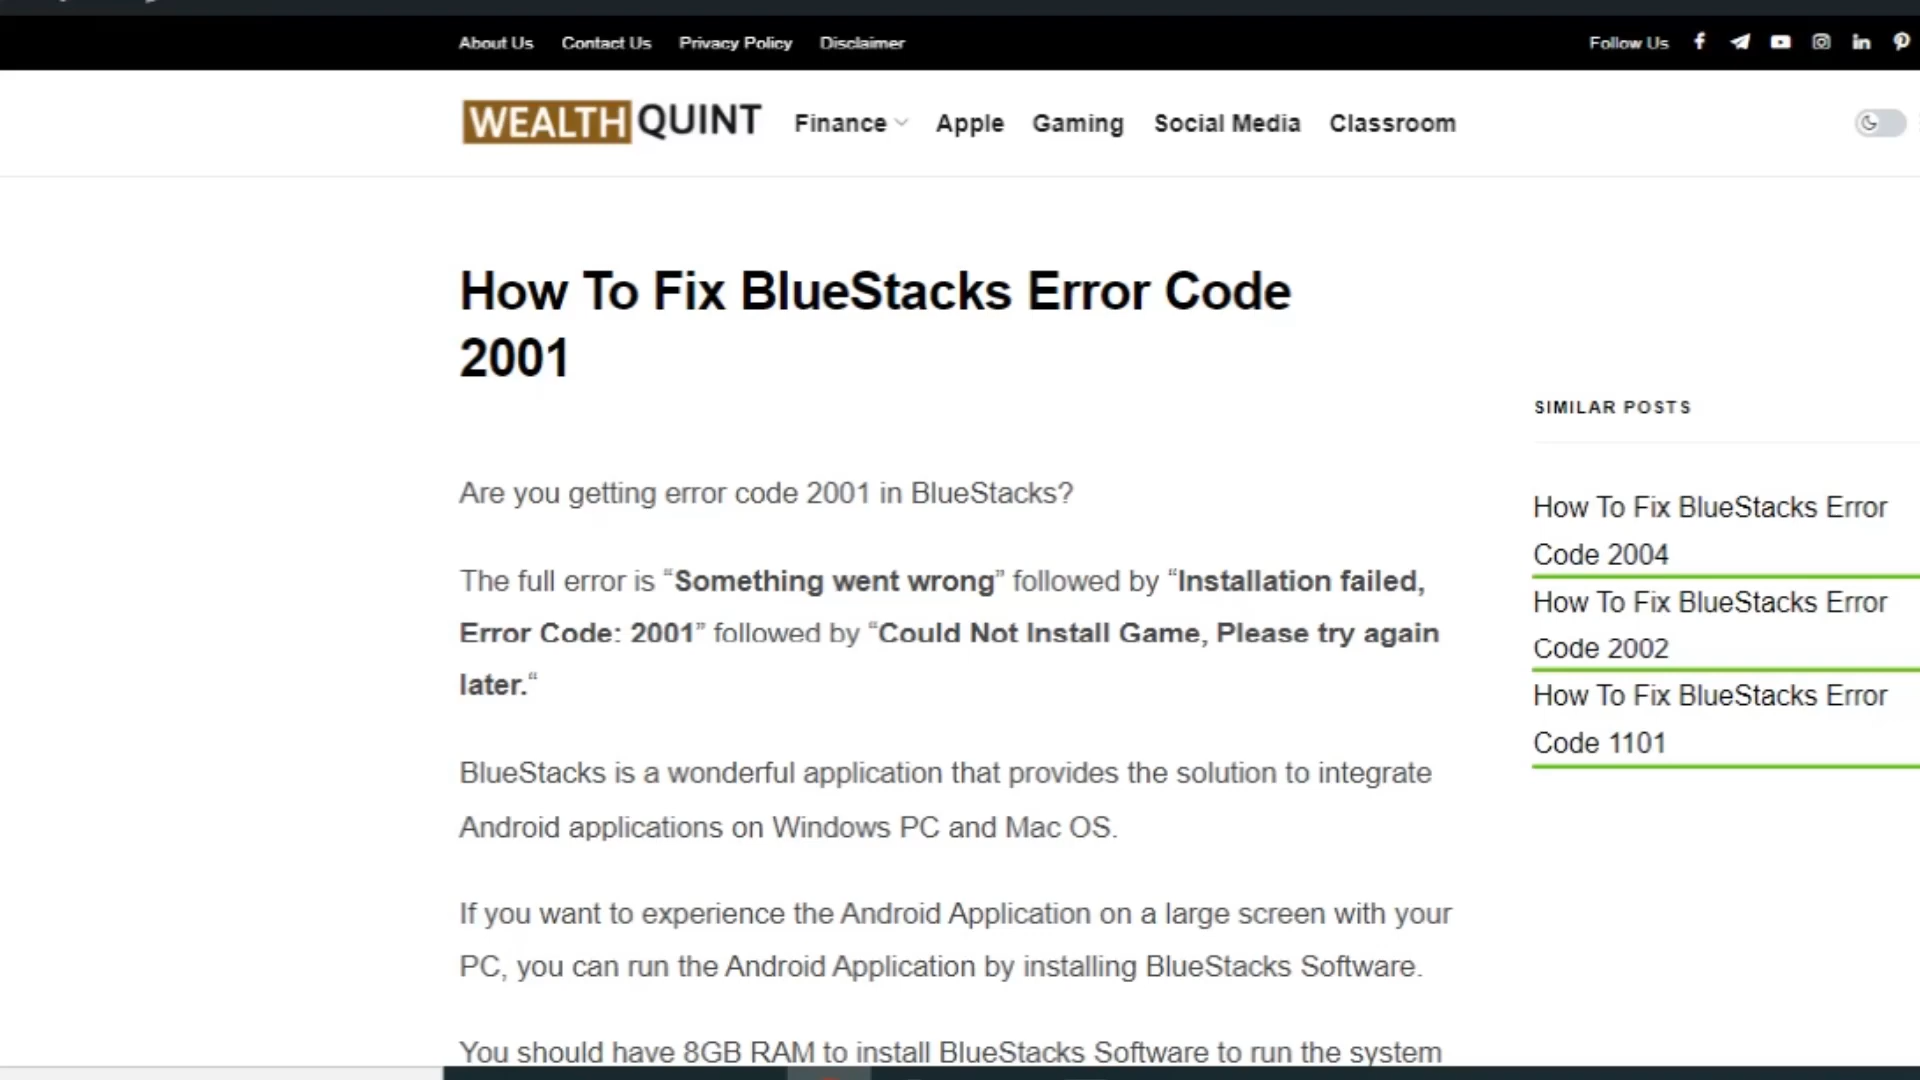 About Us Contact Us Privacy Policy Disclaimer Follow Us
WEALTH QUINT Finance Apple Gaming Social Media Classroom
How To Fix BlueStacks Error Code
2001
Are you getting error code 2001 in BlueStacks?
The full error is “Something went wrong” followed by “Installation failed,
Error Code: 2001” followed by “Could Not Install Game, Please try again
later.“
BlueStacks is a wonderful application that provides the solution to integrate
Android applications on Windows PC and Mac OS.
If you want to experience the Android Application on a large screen with your
PC, you can run the Android Application by installing BlueStacks Software.
You should have 8GB RAM to install BlueStacks Software to run the system
SIMILAR POSTS
How To Fix BlueStacks Error
Code 2004
How To Fix BlueStacks Error
Code 2002
How To Fix BlueStacks Error
Code 1101